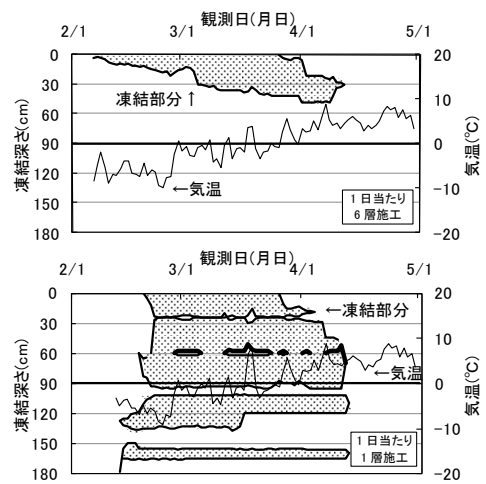 観測日(月日)
2/1 3/1 4/1 5/1
0
30
60
90
120
150
180
凍結深さ(cm)
20
10
0
−10
−20
気温(℃)
凍結部分↑
←気温
1日当たり
6層施工
観測日(月日)
2/1 3/1 4/1 5/1
0
30
60
90
120
150
180
凍結深さ(cm)
20
10
0
−10
−20
気温(℃)
←凍結部分
←気温
1日当たり
1層施工